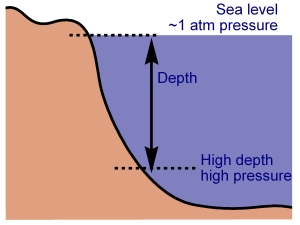 Sea level
~1 atm pressure
Depth
High depth
high pressure